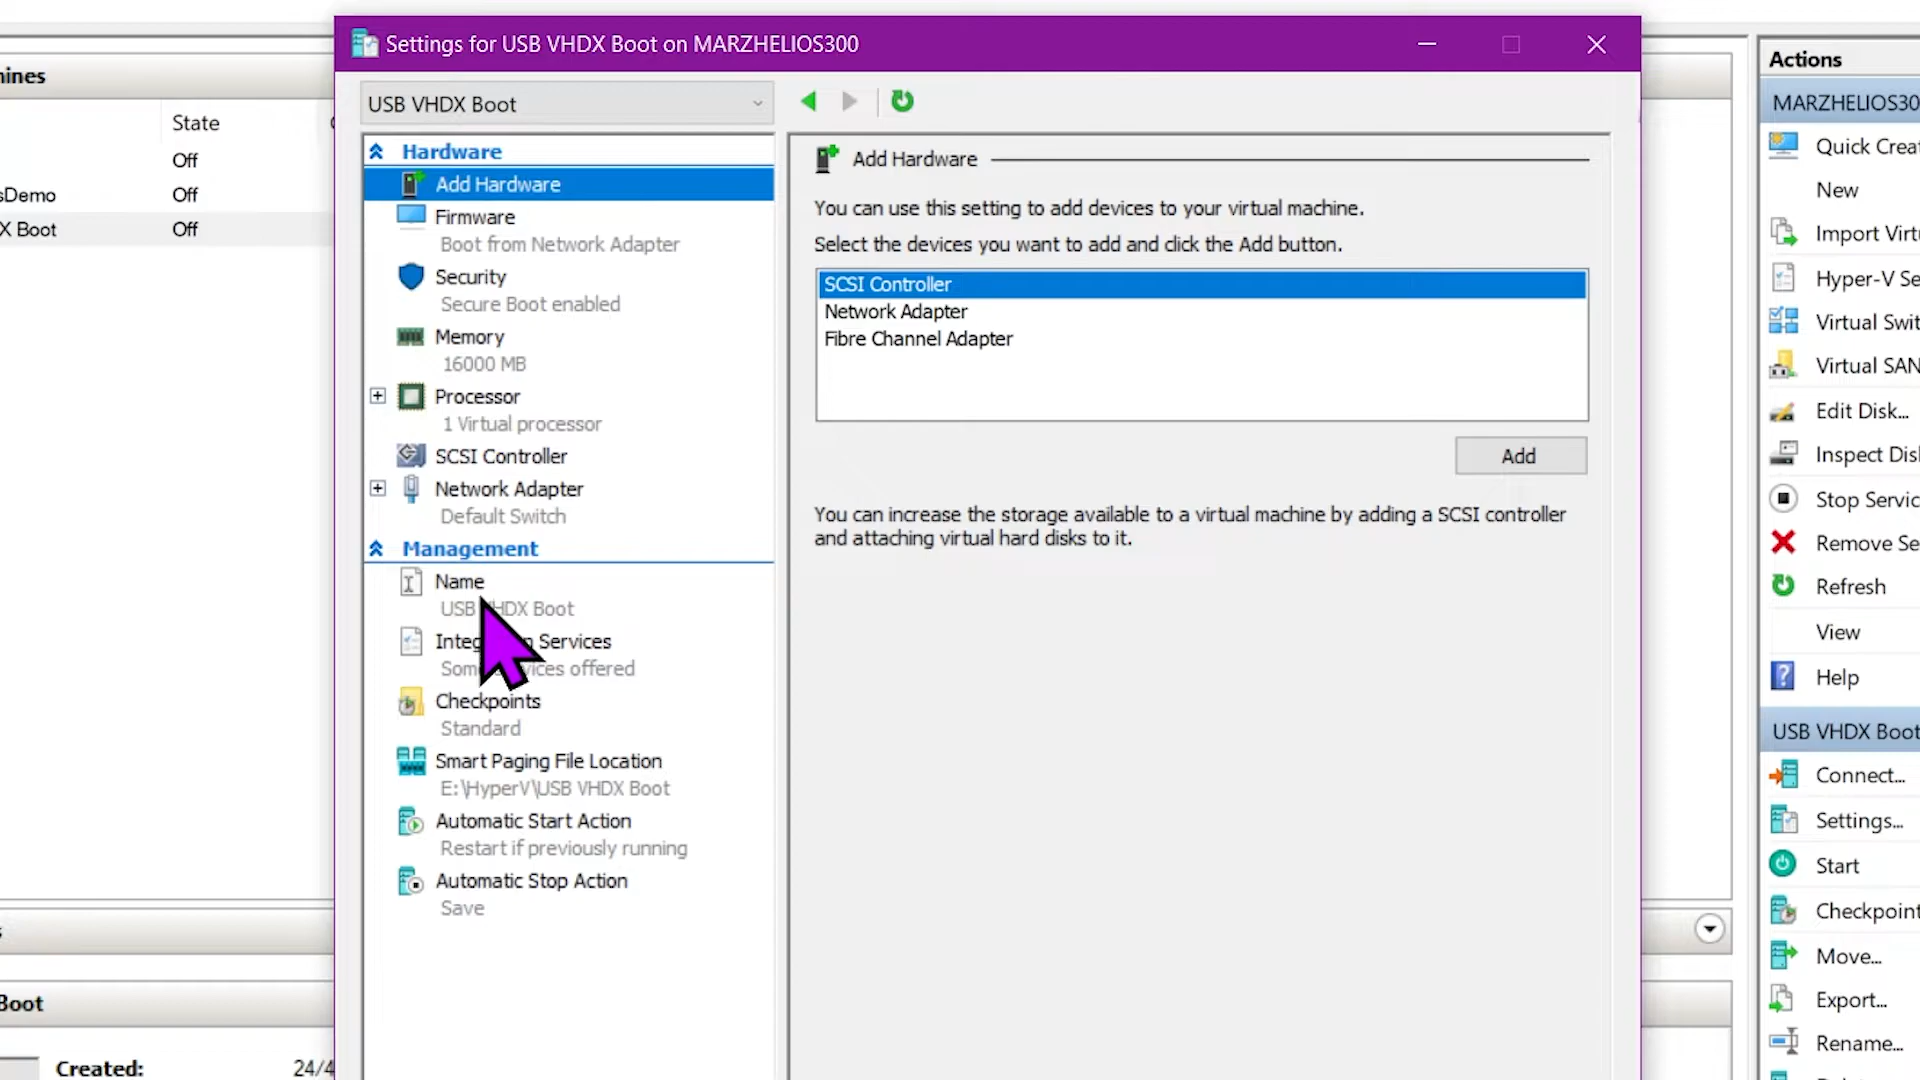 Settings for USB VHDX Boot on MARZHELIOS300
USB VHDX Boot
Hardware
Add Hardware
Firmware
Boot from Network Adapter
Security
Secure Boot enabled
Memory
16000 MB
Processor
1 Virtual processor
SCSI Controller
Network Adapter
Default Switch
Management
Name
USB VHDX Boot
Integration Services
Some services offered
Checkpoints
Standard
Smart Paging File Location
E:\HyperV\USB VHDX Boot
Automatic Start Action
Restart if previously running
Automatic Stop Action
Save
Add Hardware
You can use this setting to add devices to your virtual machine.
Select the devices you want to add and click the Add button.
SCSI Controller
Network Adapter
Fibre Channel Adapter
Add
You can increase the storage available to a virtual machine by adding a SCSI controller
and attaching virtual hard disks to it.
hines
State
Off
sDemo Off
X Boot Off
Boot
Created: 24/4
Actions
MARZHELIOS300
Quick Creat
New
Import Virtu
Hyper-V Se
Virtual Swit
Virtual SAN
Edit Disk...
Inspect Disk
Stop Servic
Remove Se
Refresh
View
Help
USB VHDX Boot
Connect...
Settings...
Start
Checkpoint
Move...
Export...
Rename...